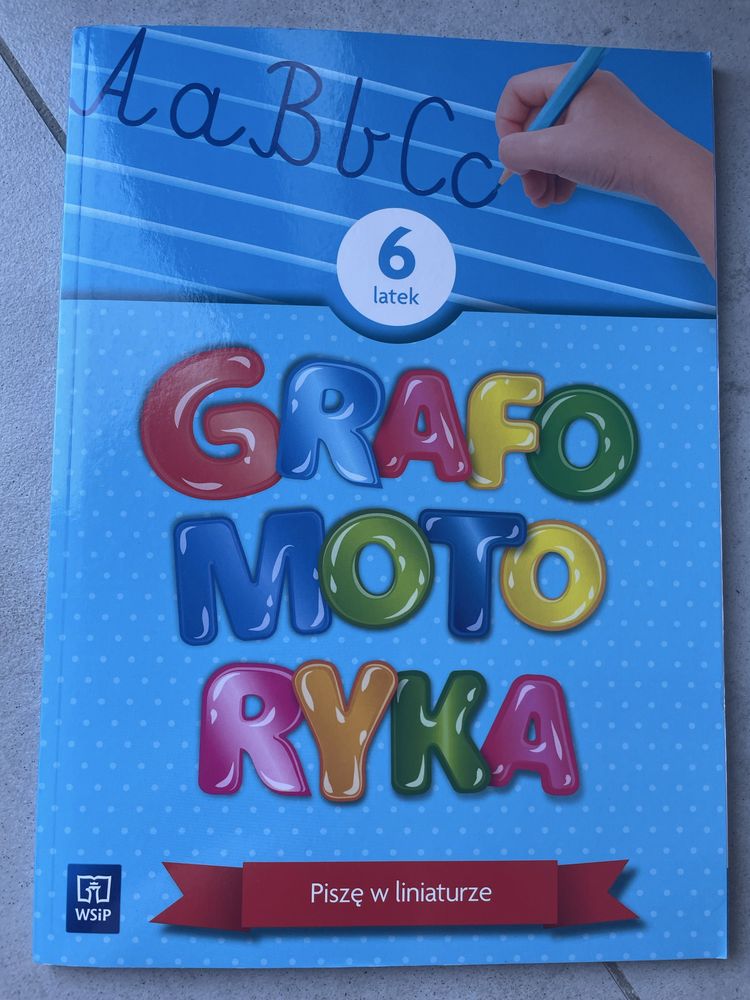 AaBbCc
6
latek
GRAFO
MOTO
RYKA
Piszę w liniaturze
WSiP